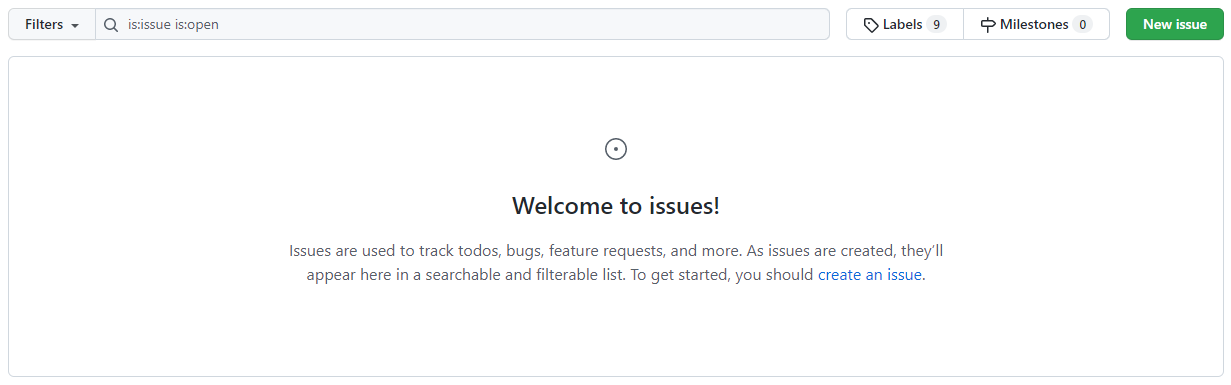 Filters is:issue is:open Labels 9 Milestones 0 New issue
Welcome to issues!
Issues are used to track todos, bugs, feature requests, and more. As issues are created, they’ll
appear here in a searchable and filterable list. To get started, you should create an issue.